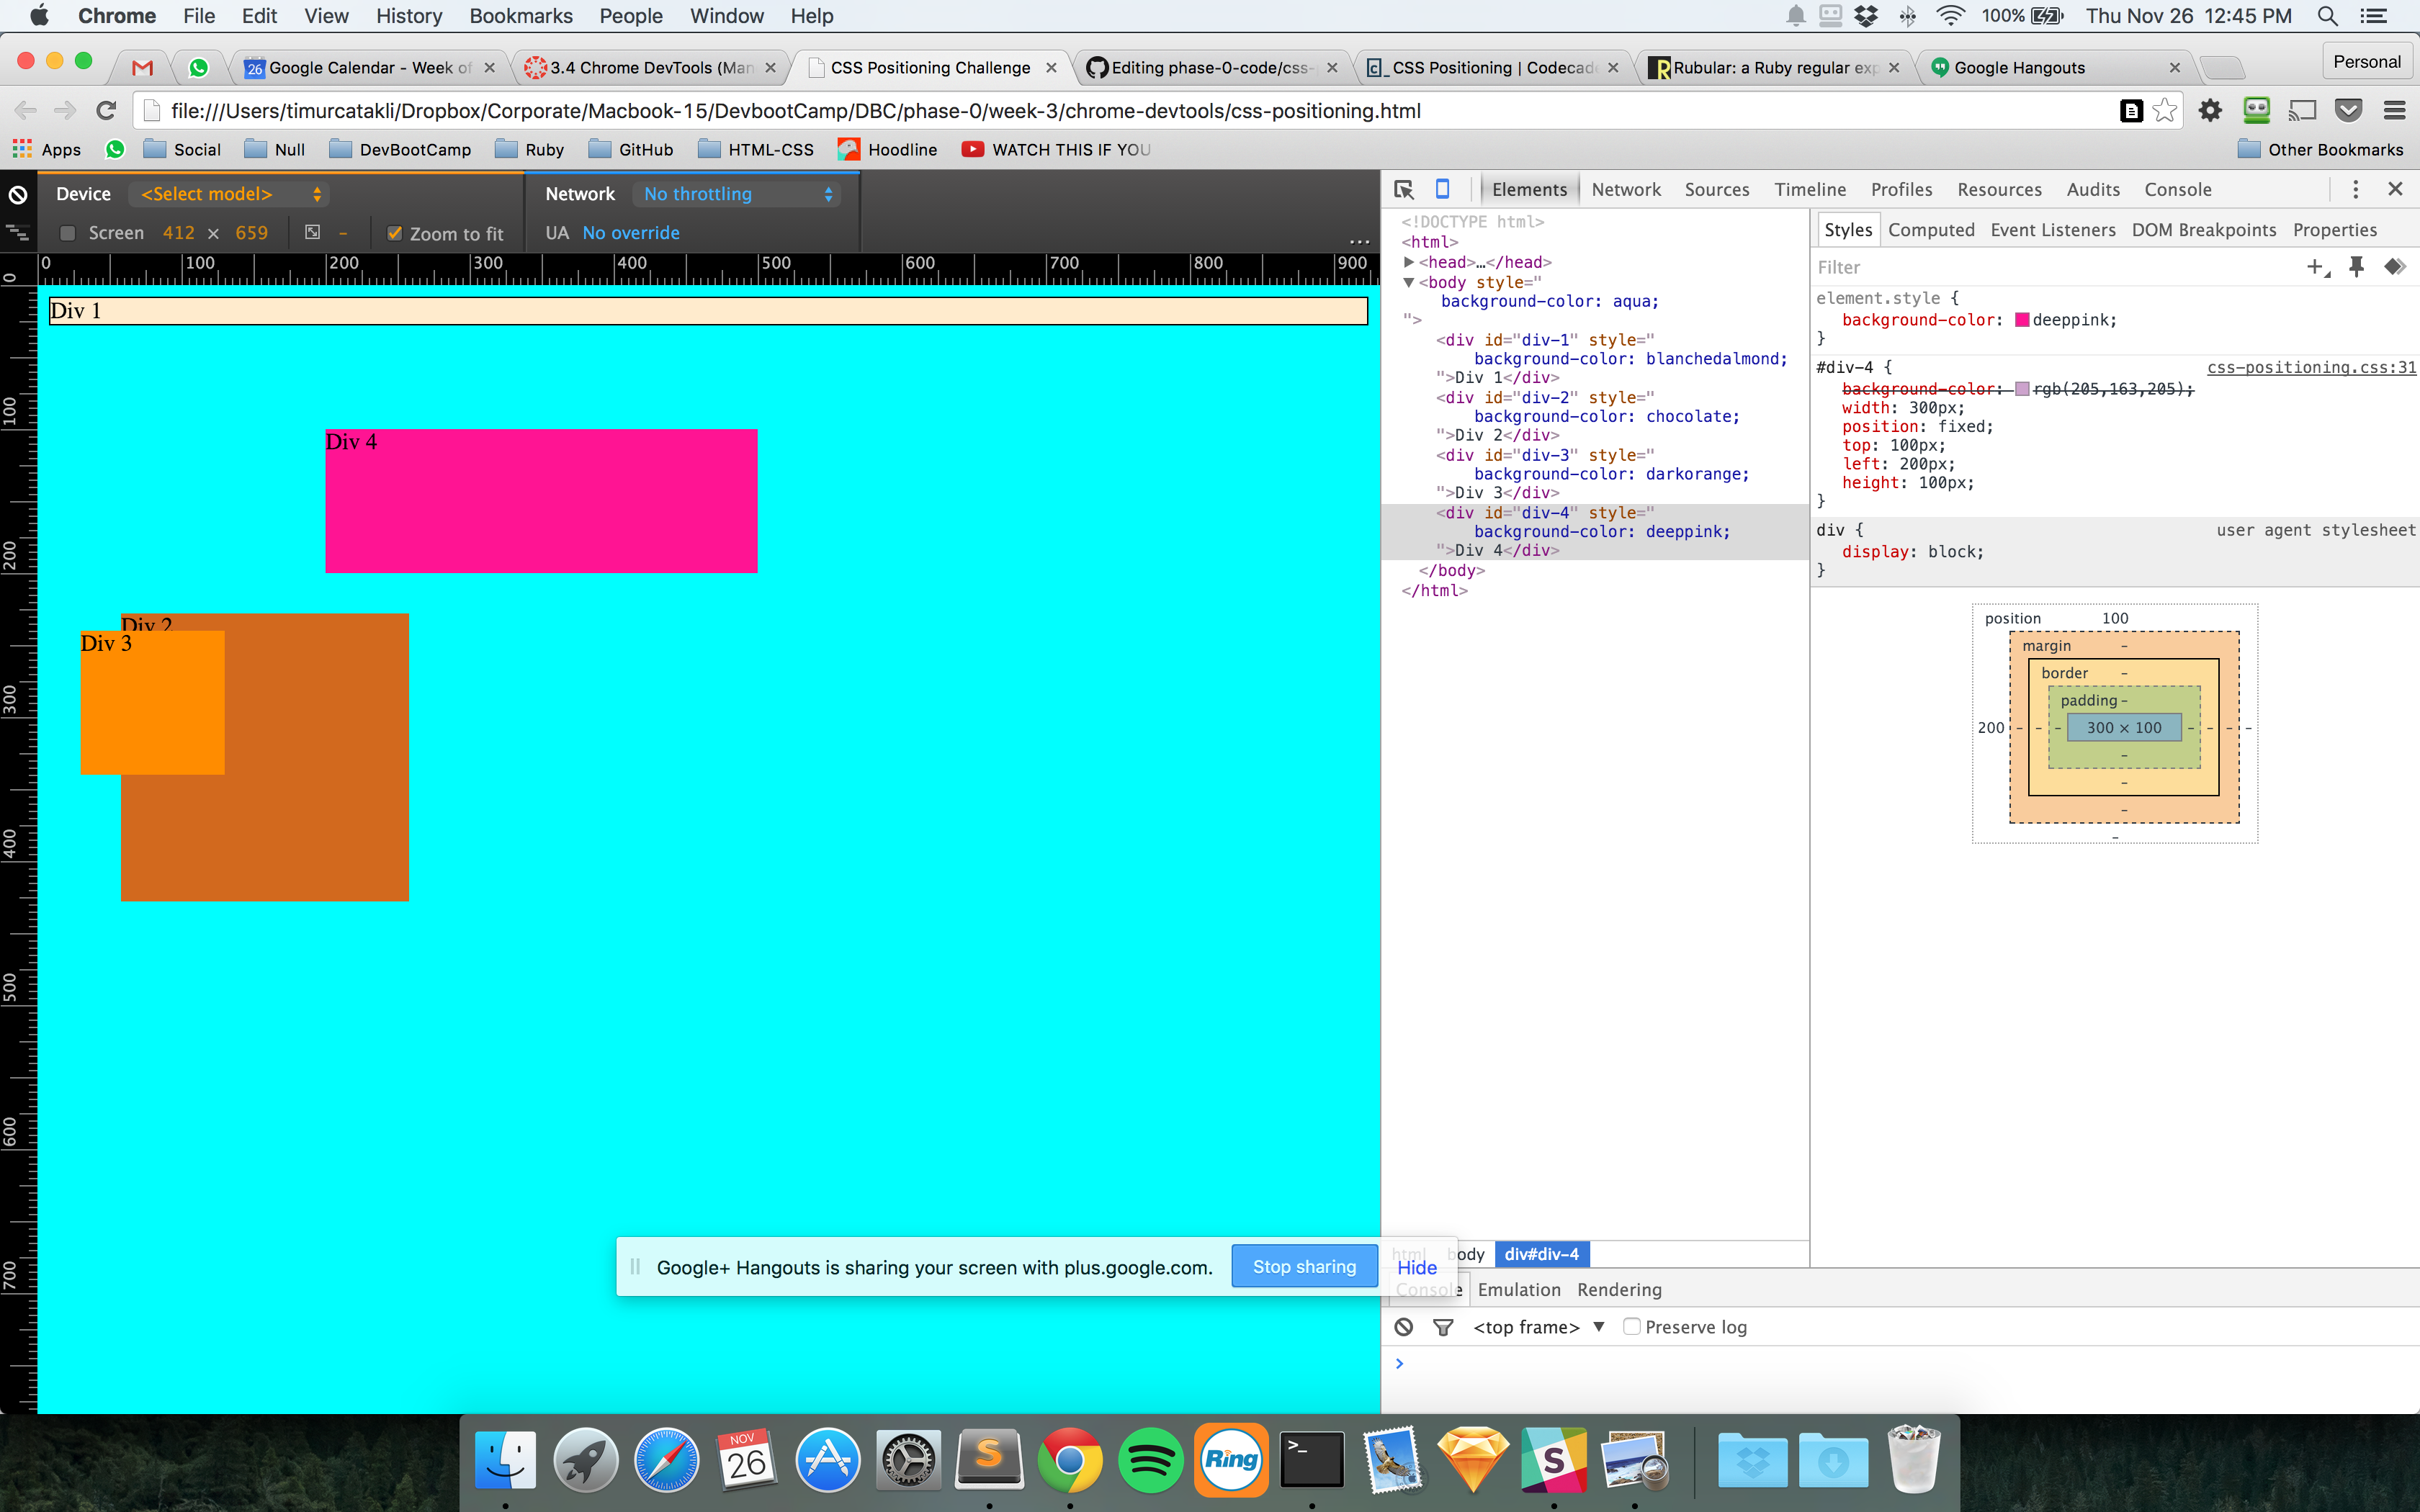 Chrome File Edit View History Bookmarks People Window Help 100% Thu Nov 26 12:45 PM
26 Google Calendar - Week of 3.4 Chrome DevTools (Man CSS Positioning Challenge Editing phase-0-code/css- CSS Positioning | Codecade Rubular: a Ruby regular exp Google Hangouts Personal
file:///Users/timurcatakli/Dropbox/Corporate/Macbook-15/DevbootCamp/DBC/phase-0/week-3/chrome-devtools/css-positioning.html
Apps Social Null DevBootCamp Ruby GitHub HTML-CSS Hoodline WATCH THIS IF YOU Other Bookmarks
Device <Select model> Network No throttling
Screen 412 × 659 – Zoom to fit UA No override ...
0 100 200 300 400 500 600 700 800 900
0
100
200
300
400
500
600
700
Div 1
Div 4
Div 2
Div 3
Elements Network Sources Timeline Profiles Resources Audits Console
<!DOCTYPE html>
<html>
▶<head>…</head>
▼<body style="
background-color: aqua;
">
<div id="div-1" style="
background-color: blanchedalmond;
">Div 1</div>
<div id="div-2" style="
background-color: chocolate;
">Div 2</div>
<div id="div-3" style="
background-color: darkorange;
">Div 3</div>
<div id="div-4" style="
background-color: deeppink;
">Div 4</div>
</body>
</html>
Styles Computed Event Listeners DOM Breakpoints Properties
Filter
element.style {
background-color: deeppink;
}
#div-4 { css-positioning.css:31
background-color: rgb(205,163,205);
width: 300px;
position: fixed;
top: 100px;
left: 200px;
height: 100px;
}
div { user agent stylesheet
display: block;
}
position 100
margin –
border –
padding –
200 – – – 300 × 100 – – – –
–
–
–
–
Google+ Hangouts is sharing your screen with plus.google.com. Stop sharing Hide
html body div#div-4
Console Emulation Rendering
<top frame> ▼ Preserve log
>
NOV
26
S
Ring
>_
S